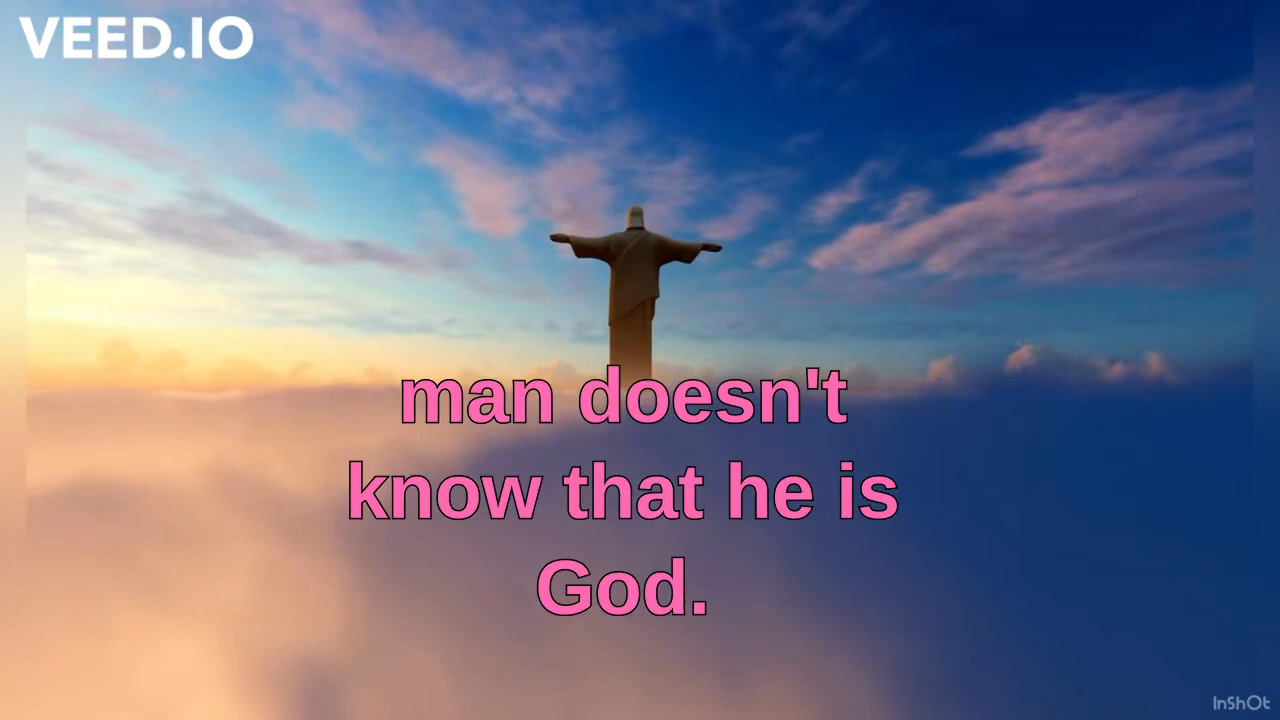 VEED.IO
man doesn't
know that he is
God.
InShOt